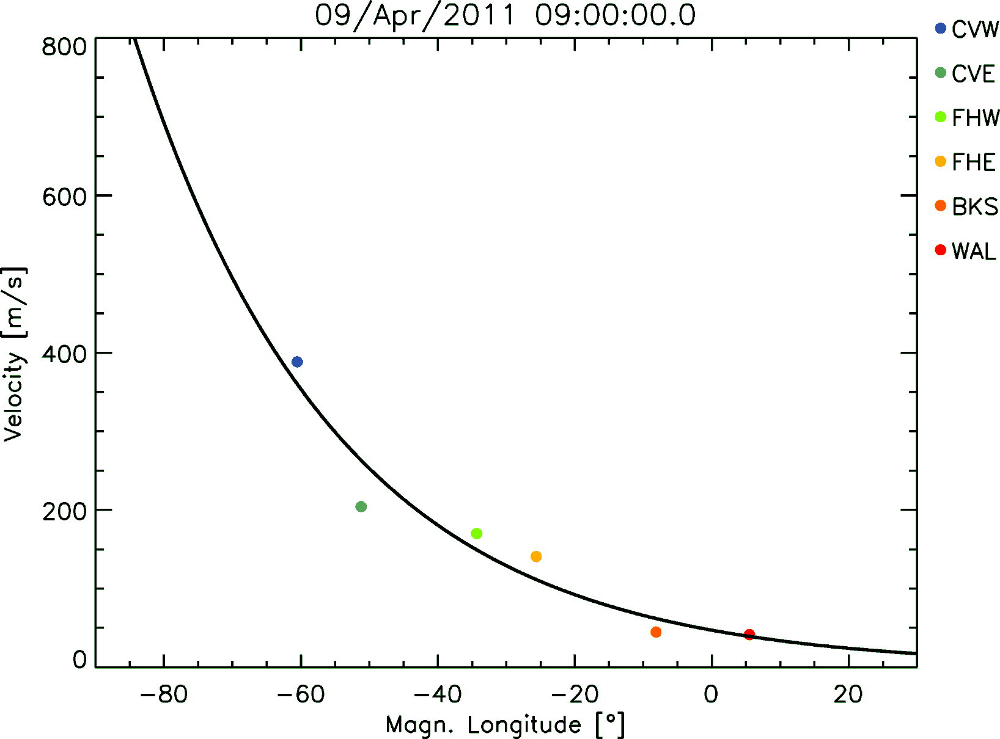 09/Apr/2011 09:00:00.0
CVW
CVE
FHW
FHE
BKS
WAL
800
600
400
200
0
Velocity [m/s]
−80 −60 −40 −20 0 20
Magn. Longitude [°]